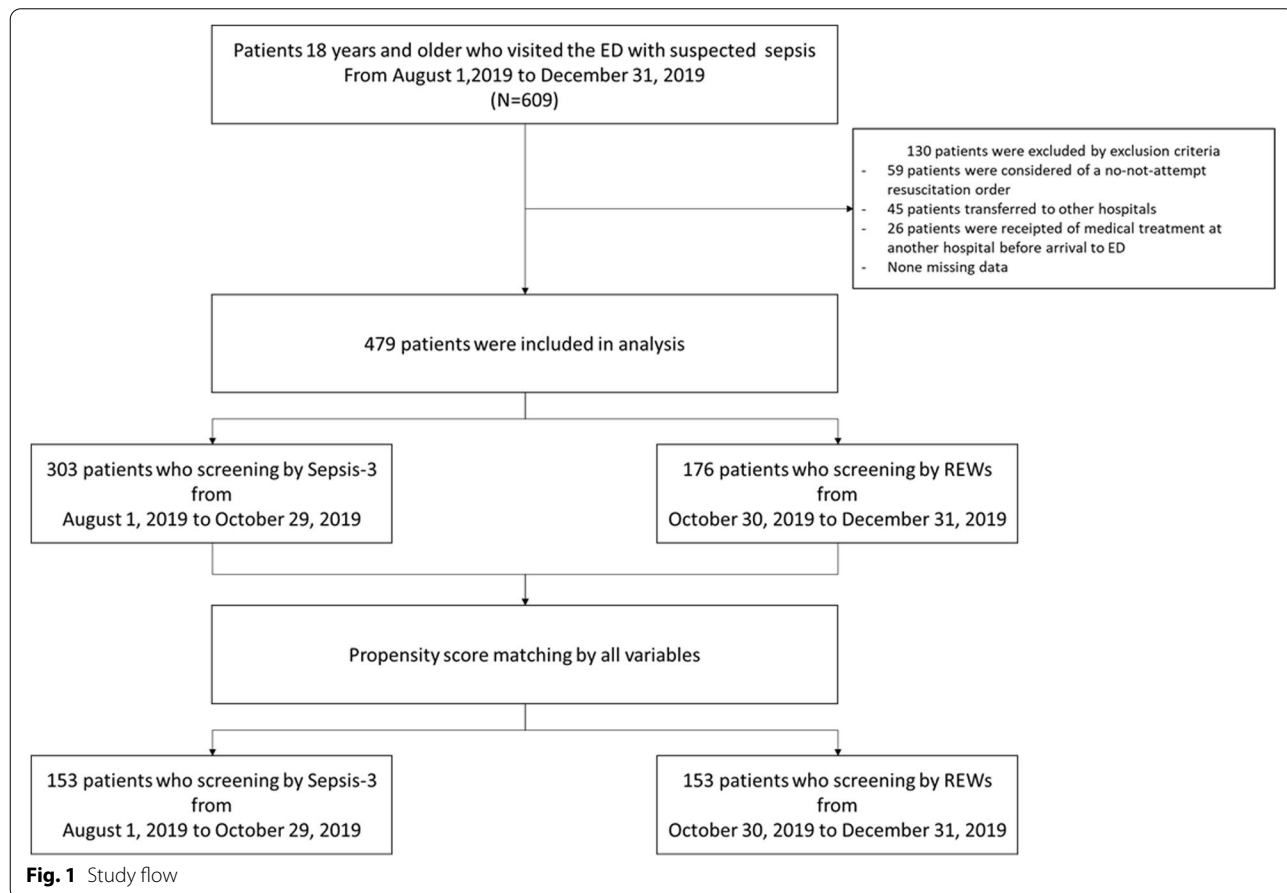 Patients 18 years and older who visited the ED with suspected sepsis
From August 1,2019 to December 31, 2019
(N=609)
130 patients were excluded by exclusion criteria
- 59 patients were considered of a no-not-attempt
resuscitation order
- 45 patients transferred to other hospitals
- 26 patients were receipted of medical treatment at
another hospital before arrival to ED
- None missing data
479 patients were included in analysis
303 patients who screening by Sepsis-3
from
August 1, 2019 to October 29, 2019
176 patients who screening by REWs
from
October 30, 2019 to December 31, 2019
Propensity score matching by all variables
153 patients who screening by Sepsis-3
from
August 1, 2019 to October 29, 2019
153 patients who screening by REWs
from
October 30, 2019 to December 31, 2019
Fig. 1 Study flow